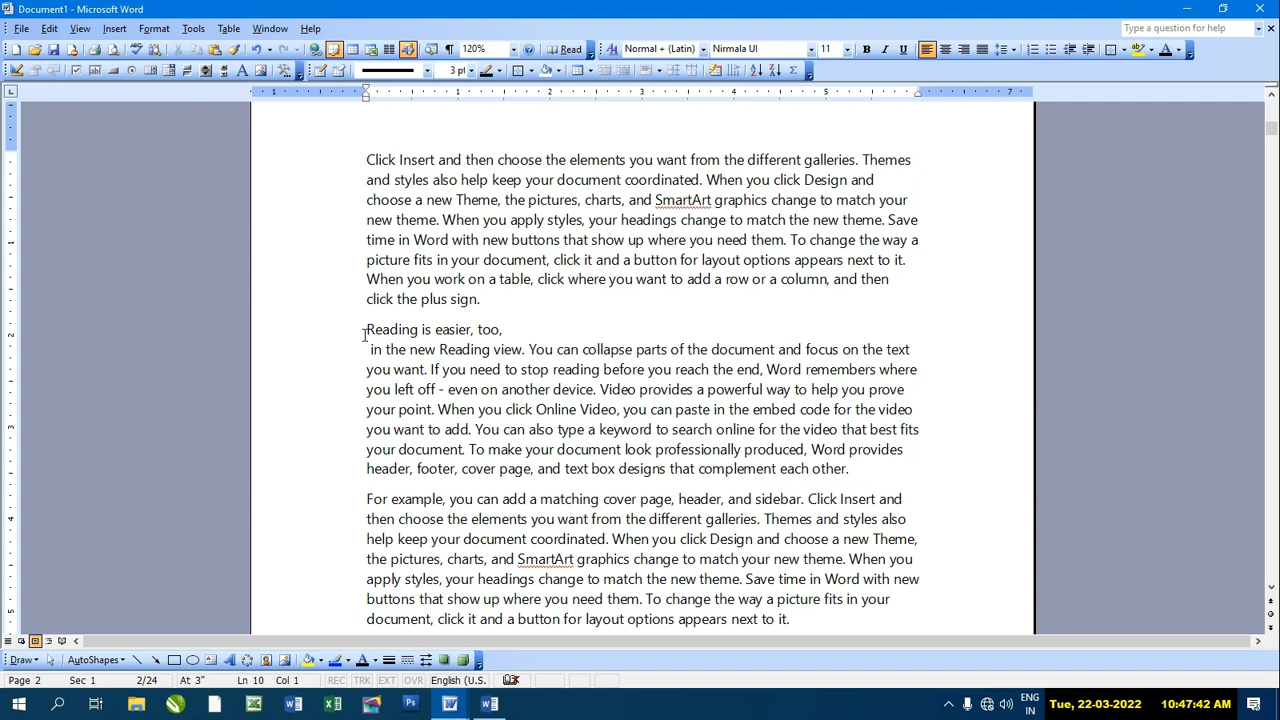 Document1 - Microsoft Word
File Edit View Insert Format Tools Table Window Help
Type a question for help
120% Read Normal + (Latin) Nirmala UI 11 B I U
3 pt
1 1 2 3 4 5 7
Click Insert and then choose the elements you want from the different galleries. Themes
and styles also help keep your document coordinated. When you click Design and
choose a new Theme, the pictures, charts, and SmartArt graphics change to match your
new theme. When you apply styles, your headings change to match the new theme. Save
time in Word with new buttons that show up where you need them. To change the way a
picture fits in your document, click it and a button for layout options appears next to it.
When you work on a table, click where you want to add a row or a column, and then
click the plus sign.
Reading is easier, too,
in the new Reading view. You can collapse parts of the document and focus on the text
you want. If you need to stop reading before you reach the end, Word remembers where
you left off - even on another device. Video provides a powerful way to help you prove
your point. When you click Online Video, you can paste in the embed code for the video
you want to add. You can also type a keyword to search online for the video that best fits
your document. To make your document look professionally produced, Word provides
header, footer, cover page, and text box designs that complement each other.
For example, you can add a matching cover page, header, and sidebar. Click Insert and
then choose the elements you want from the different galleries. Themes and styles also
help keep your document coordinated. When you click Design and choose a new Theme,
the pictures, charts, and SmartArt graphics change to match your new theme. When you
apply styles, your headings change to match the new theme. Save time in Word with new
buttons that show up where you need them. To change the way a picture fits in your
document, click it and a button for layout options appears next to it.
Draw AutoShapes
Page 2 Sec 1 2/24 At 3" Ln 10 Col 1 REC TRK EXT OVR English (U.S.
ENG
IN
Tue, 22-03-2022 10:47:42 AM